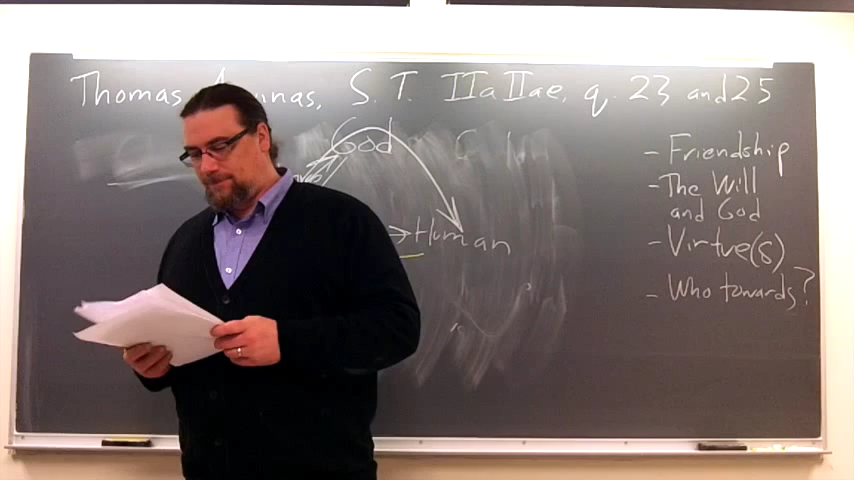 Thomas Aquinas, S. T. IIaIIae, q. 23 and 25
God
→ Human
- Friendship
- The Will
and God
- Virtue(s)
- Who towards?